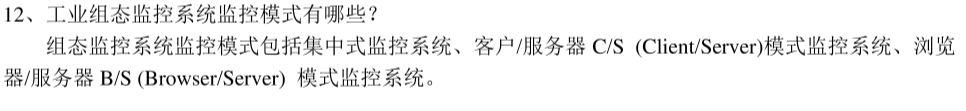 12、工业组态监控系统监控模式有哪些？
组态监控系统监控模式包括集中式监控系统、客户/服务器 C/S (Client/Server)模式监控系统、浏览
器/服务器 B/S (Browser/Server) 模式监控系统。